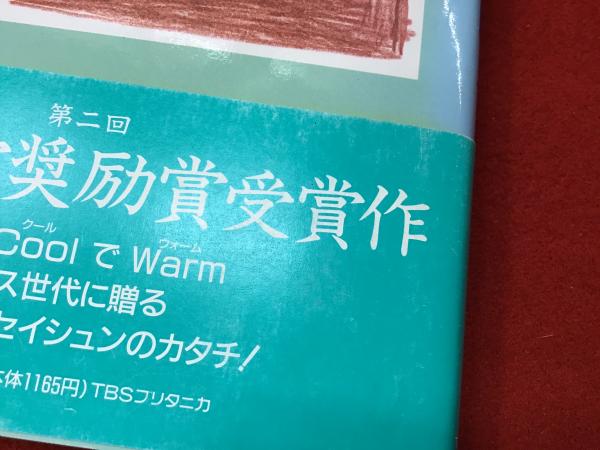 第二回
奨励賞受賞作
クール ウォーム
Cool で Warm
ス世代に贈る
セイシュンのカタチ!
体1165円) TBSブリタニカ